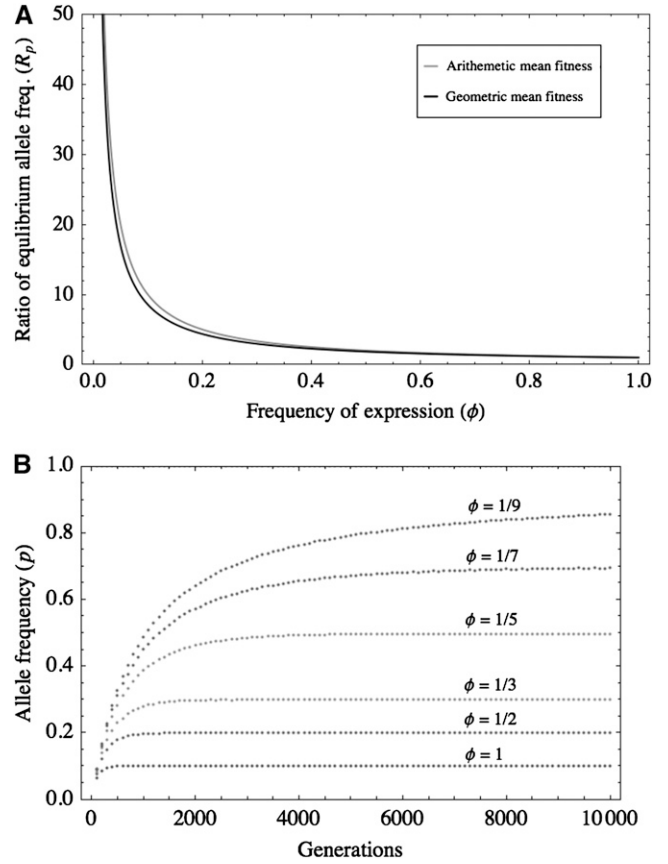 A
Ratio of equlibrium allele freq. (Rₚ)
50
40
30
20
10
0
Arithemetic mean fitness
Geometric mean fitness
0.0 0.2 0.4 0.6 0.8 1.0
Frequency of expression (ϕ)
B
Allele frequency (p)
1.0
0.8
0.6
0.4
0.2
0.0
ϕ = 1/9
ϕ = 1/7
ϕ = 1/5
ϕ = 1/3
ϕ = 1/2
ϕ = 1
0 2000 4000 6000 8000 10000
Generations